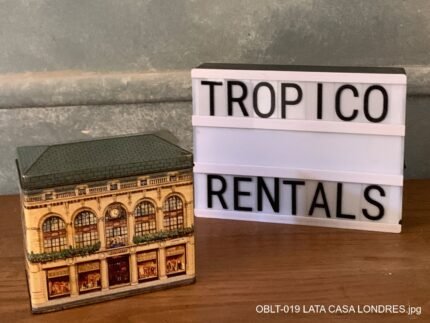 TROPICO
RENTALS
OBLT-019 LATA CASA LONDRES.jpg